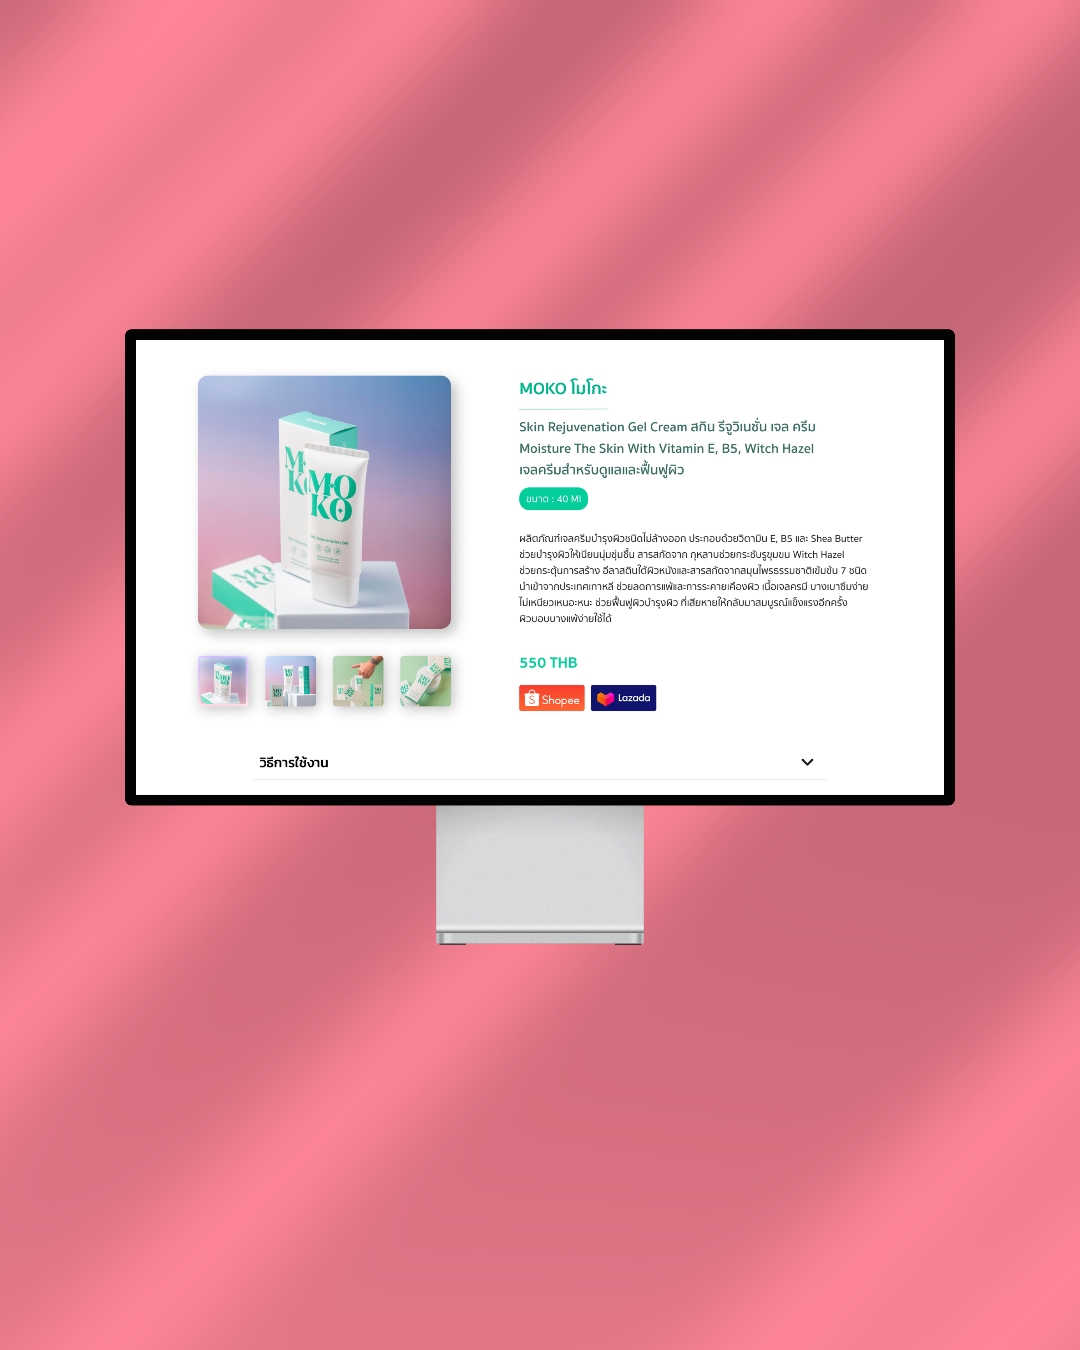 MOKO
MOKO
Skin Rejuvenation Gel
MOKO โมโกะ
Skin Rejuvenation Gel Cream สกิน รีจูวิเนชั่น เจล ครีม
Moisture The Skin With Vitamin E, B5, Witch Hazel
เจลครีมสำหรับดูแลและฟื้นฟูผิว
ขนาด : 40 Ml
ผลิตภัณฑ์เจลครีมบำรุงผิวชนิดไม่ล้างออก ประกอบด้วยวิตามิน E, B5 และ Shea Butter
ช่วยบำรุงผิวให้เนียนนุ่มชุ่มชื้น สารสกัดจาก กุหลาบช่วยกระชับรูขุมขน Witch Hazel
ช่วยกระตุ้นการสร้าง อีลาสตินใต้ผิวหนังและสารสกัดจากสมุนไพรธรรมชาติเข้มข้น 7 ชนิด
นำเข้าจากประเทศเกาหลี ช่วยลดการแพ้และการระคายเคืองผิว เนื้อเจลครมี บางเบาซึมง่าย
ไม่เหนียวเหนอะหนะ ช่วยฟื้นฟูผิวบำรุงผิว ที่เสียหายให้กลับมาสมบูรณ์แข็งแรงอีกครั้ง
ผิวบอบบางแพ้ง่ายใช้ได้
550 THB
Shopee
Lazada
วิธีการใช้งาน